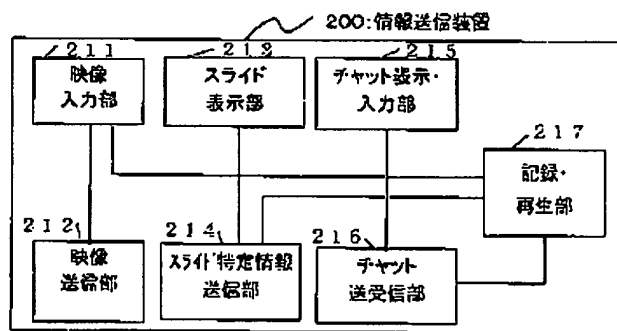 200:情報送信装置
211
映像
入力部
213
スライド
表示部
215
チャット表示・
入力部
217
記録・
再生部
212
映像
送信部
214
スライド特定情報
送信部
216
チャット
送受信部